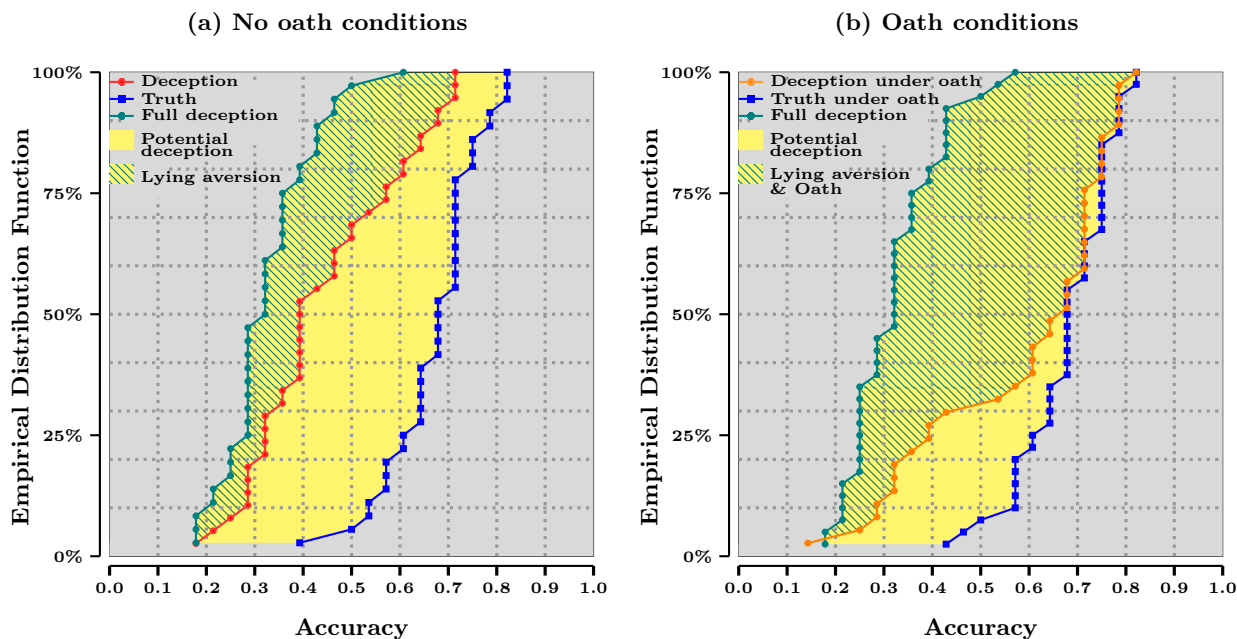 (a) No oath conditions
Empirical Distribution Function
100%
75%
50%
25%
0%
Deception
Truth
Full deception
Potential
deception
Lying aversion
0.0 0.1 0.2 0.3 0.4 0.5 0.6 0.7 0.8 0.9 1.0
Accuracy
(b) Oath conditions
Empirical Distribution Function
100%
75%
50%
25%
0%
Deception under oath
Truth under oath
Full deception
Potential
deception
Lying aversion
& Oath
0.0 0.1 0.2 0.3 0.4 0.5 0.6 0.7 0.8 0.9 1.0
Accuracy